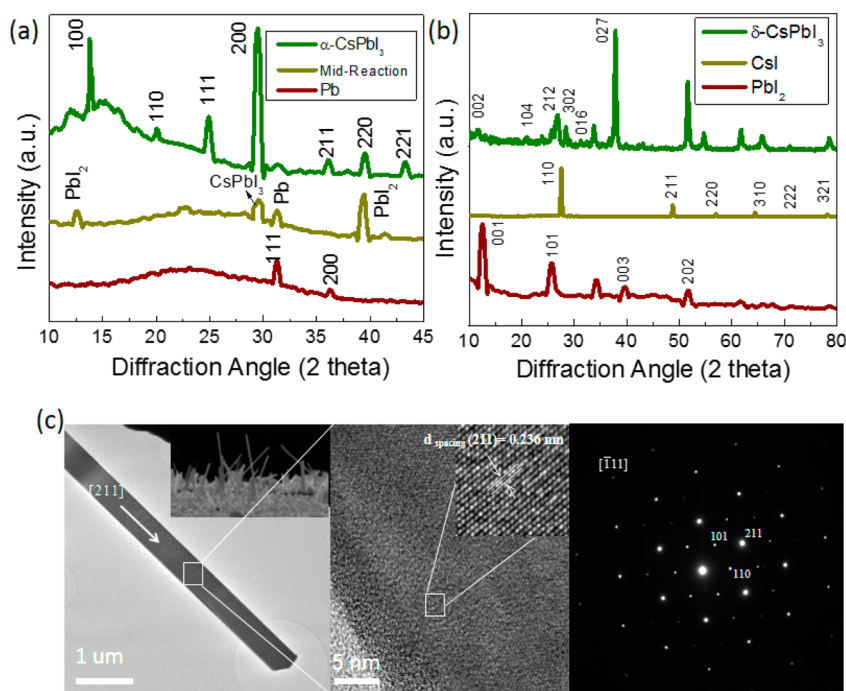 (a)
100
110
111
200
211
220
221
α-CsPbI₃
Mid-Reaction
Pb
PbI₂
CsPbI₃
Pb
PbI₂
111
200
Intensity (a.u.)
10 15 20 25 30 35 40 45
Diffraction Angle (2 theta)
(b)
002
104
212
302
016
027
δ-CsPbI₃
CsI
PbI₂
110
211
220
310
222
321
001
101
003
202
Intensity (a.u.)
10 20 30 40 50 60 70 80
Diffraction Angle (2 theta)
(c)
[211]
1 um
d spacing (211)= 0.236 nm
5 nm
[1̅11]
101
211
110